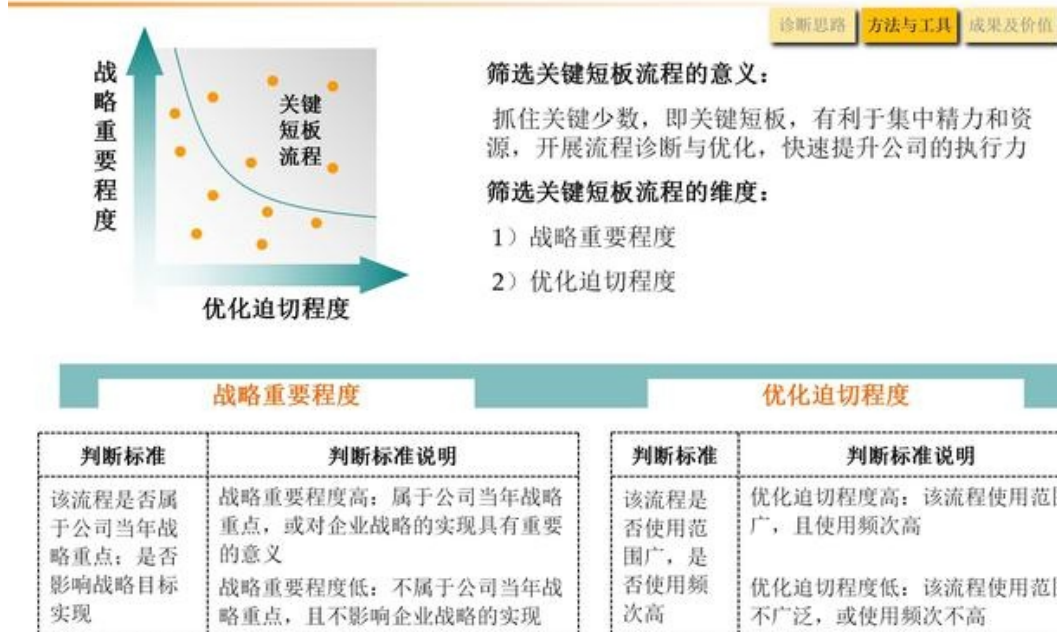 诊断思路 方法与工具 成果及价值
战略重要程度
关键
短板
流程
优化迫切程度
筛选关键短板流程的意义：
抓住关键少数，即关键短板，有利于集中精力和资
源，开展流程诊断与优化，快速提升公司的执行力
筛选关键短板流程的维度：
1）战略重要程度
2）优化迫切程度
战略重要程度
判断标准 判断标准说明
该流程是否属
于公司当年战
略重点；是否
影响战略目标
实现
战略重要程度高：属于公司当年战略
重点，或对企业战略的实现具有重要
的意义
战略重要程度低：不属于公司当年战
略重点，且不影响企业战略的实现
优化迫切程度
判断标准 判断标准说明
该流程是
否使用范
围广，是
否使用频
次高
优化迫切程度高：该流程使用范围
广，且使用频次高
优化迫切程度低：该流程使用范围
不广泛，或使用频次不高